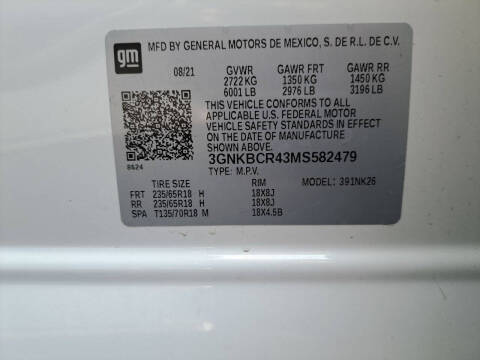 gm
MFD BY GENERAL MOTORS DE MEXICO, S. DE R.L. DE C.V.
08/21 GVWR GAWR FRT GAWR RR
2722 KG 1350 KG 1450 KG
6001 LB 2976 LB 3196 LB
THIS VEHICLE CONFORMS TO ALL
APPLICABLE U.S. FEDERAL MOTOR
VEHICLE SAFETY STANDARDS IN EFFECT
ON THE DATE OF MANUFACTURE
SHOWN ABOVE.
8624 3GNKBCR43MS582479
TYPE: M.P.V. MODEL: 391NK26
TIRE SIZE RIM
FRT 235/65R18 H 18X8J
RR 235/65R18 H 18X8J
SPA T135/70R18 M 18X4.5B